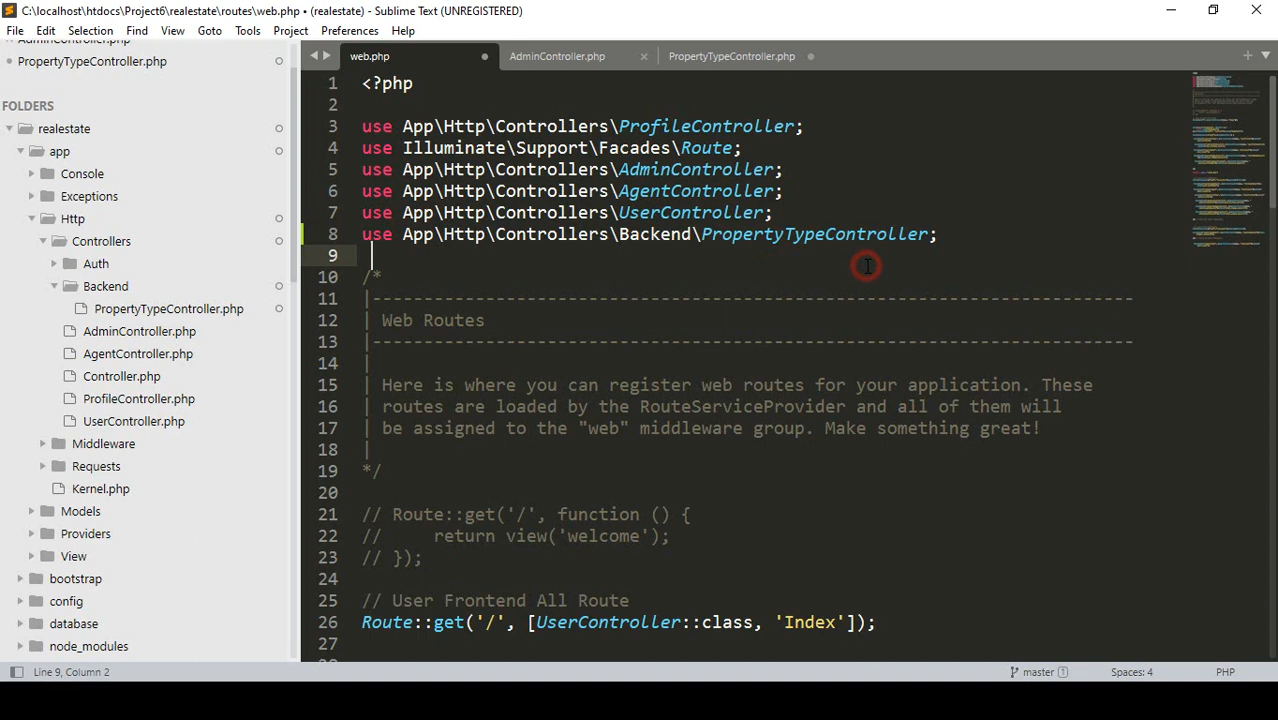 C:\localhost\htdocs\Project6\realestate\routes\web.php • (realestate) - Sublime Text (UNREGISTERED)
File Edit Selection Find View Goto Tools Project Preferences Help
AdminController.php
PropertyTypeController.php
FOLDERS
realestate
app
Console
Exceptions
Http
Controllers
Auth
Backend
PropertyTypeController.php
AdminController.php
AgentController.php
Controller.php
ProfileController.php
UserController.php
Middleware
Requests
Kernel.php
Models
Providers
View
bootstrap
config
database
node_modules
web.php AdminController.php PropertyTypeController.php
1 <?php
2
3 use App\Http\Controllers\ProfileController;
4 use Illuminate\Support\Facades\Route;
5 use App\Http\Controllers\AdminController;
6 use App\Http\Controllers\AgentController;
7 use App\Http\Controllers\UserController;
8 use App\Http\Controllers\Backend\PropertyTypeController;
9
10 /*
11 |--------------------------------------------------------------------------
12 | Web Routes
13 |--------------------------------------------------------------------------
14 |
15 | Here is where you can register web routes for your application. These
16 | routes are loaded by the RouteServiceProvider and all of them will
17 | be assigned to the "web" middleware group. Make something great!
18 |
19 */
20
21 // Route::get('/', function () {
22 //     return view('welcome');
23 // });
24
25 // User Frontend All Route
26 Route::get('/', [UserController::class, 'Index']);
27
Line 9, Column 2 master 1 Spaces: 4 PHP